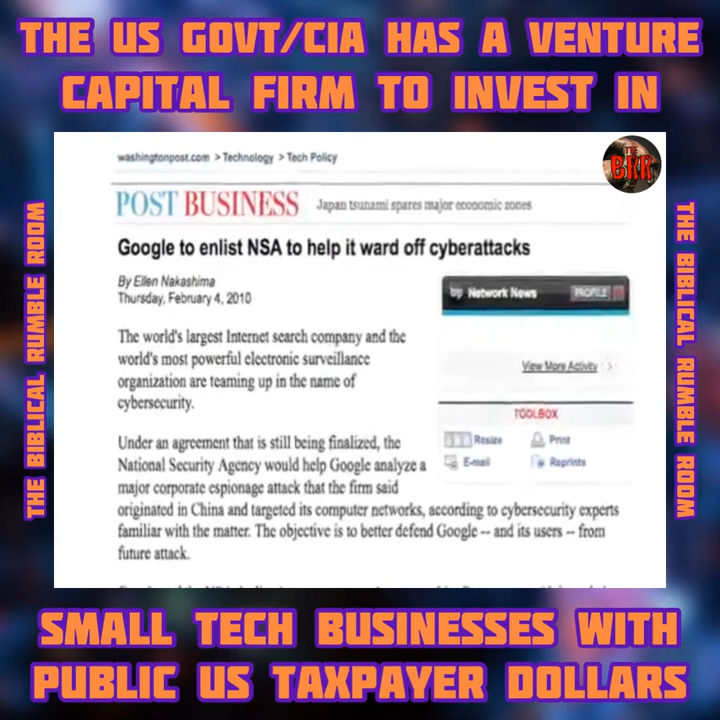 THE US GOVT/CIA HAS A VENTURE
CAPITAL FIRM TO INVEST IN
THE BIBLICAL RUMBLE ROOM
THE BIBLICAL RUMBLE ROOM
THE
BRR
washingtonpost.com > Technology > Tech Policy
POST BUSINESS Japan tsunami spares major economic zones
Google to enlist NSA to help it ward off cyberattacks
By Ellen Nakashima
Thursday, February 4, 2010
Network News PROFILE
View More Activity
TOOLBOX
Resize Print
E-mail Reprints
The world's largest Internet search company and the
world's most powerful electronic surveillance
organization are teaming up in the name of
cybersecurity.
Under an agreement that is still being finalized, the
National Security Agency would help Google analyze a
major corporate espionage attack that the firm said
originated in China and targeted its computer networks, according to cybersecurity experts
familiar with the matter. The objective is to better defend Google -- and its users -- from
future attack.
SMALL TECH BUSINESSES WITH
PUBLIC US TAXPAYER DOLLARS